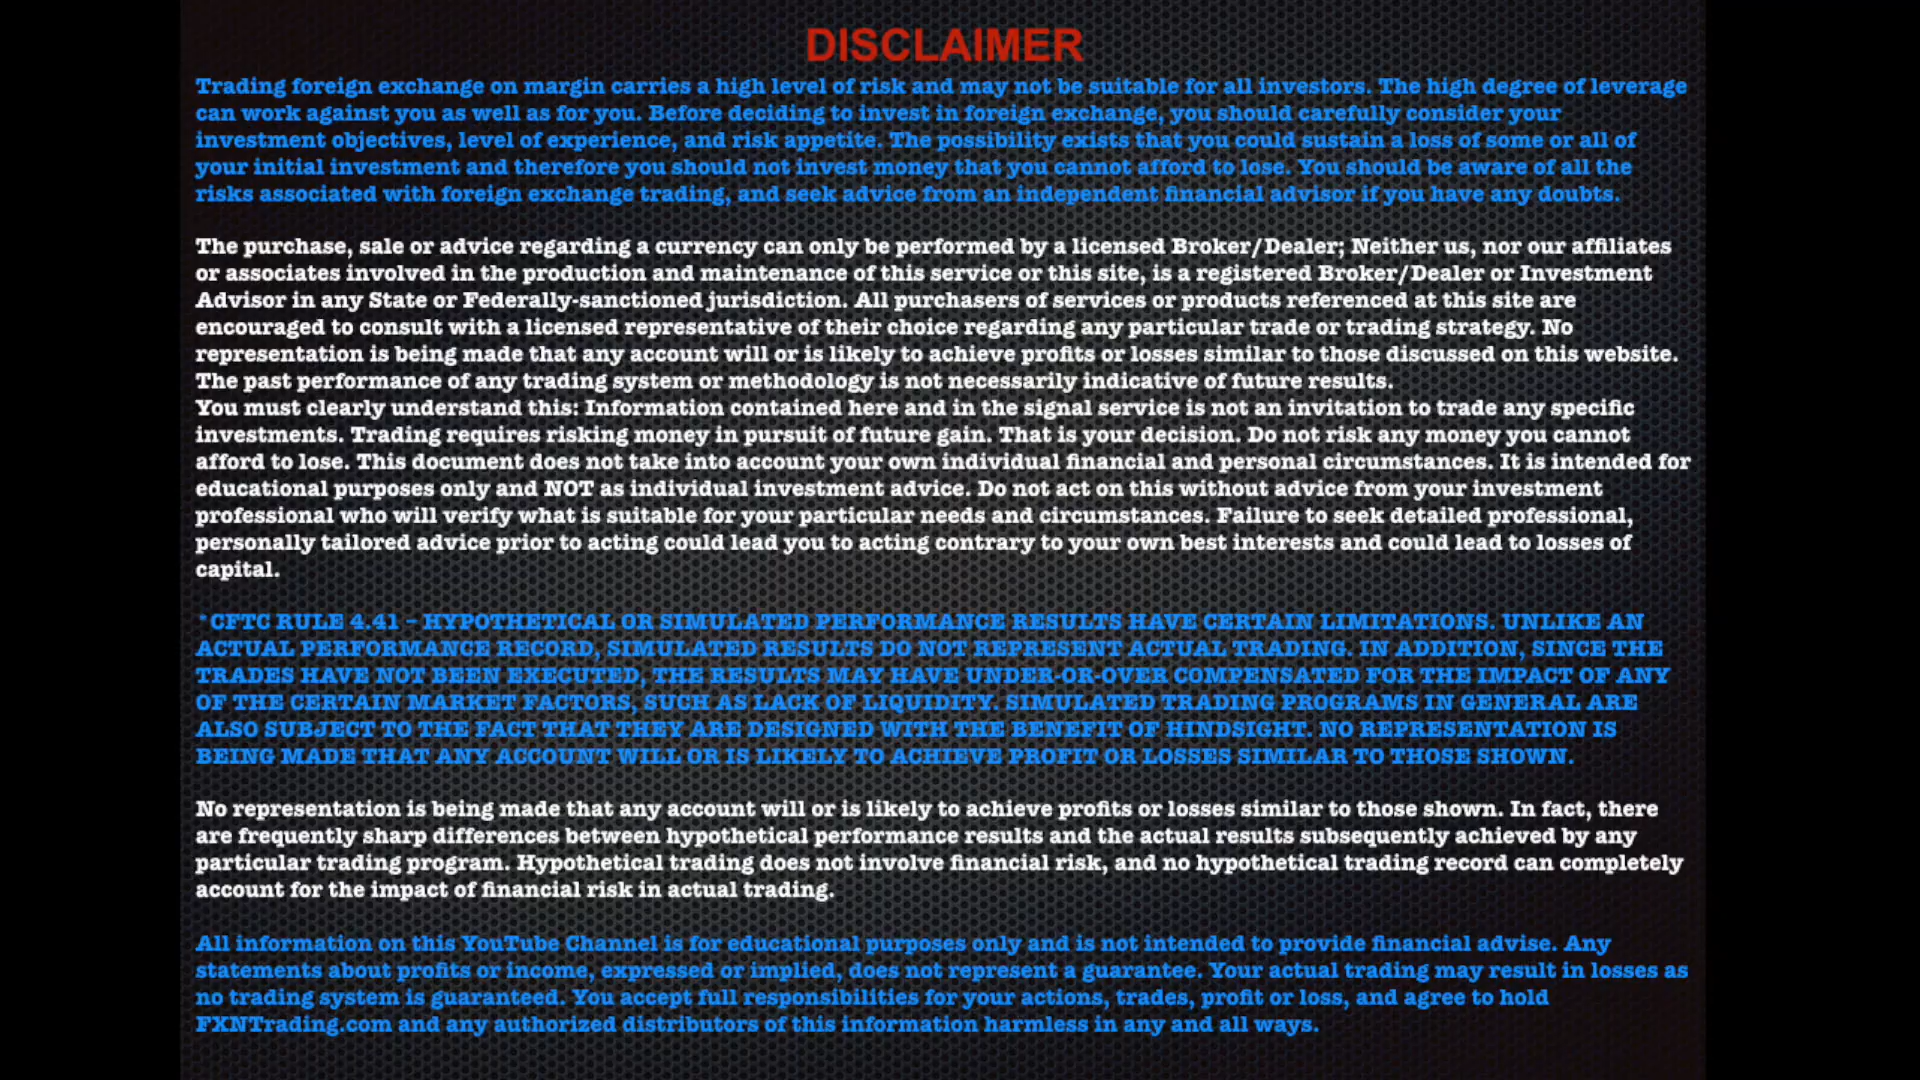 DISCLAIMER
Trading foreign exchange on margin carries a high level of risk and may not be suitable for all investors. The high degree of leverage
can work against you as well as for you. Before deciding to invest in foreign exchange, you should carefully consider your
investment objectives, level of experience, and risk appetite. The possibility exists that you could sustain a loss of some or all of
your initial investment and therefore you should not invest money that you cannot afford to lose. You should be aware of all the
risks associated with foreign exchange trading, and seek advice from an independent financial advisor if you have any doubts.
The purchase, sale or advice regarding a currency can only be performed by a licensed Broker/Dealer; Neither us, nor our affiliates
or associates involved in the production and maintenance of this service or this site, is a registered Broker/Dealer or Investment
Advisor in any State or Federally-sanctioned jurisdiction. All purchasers of services or products referenced at this site are
encouraged to consult with a licensed representative of their choice regarding any particular trade or trading strategy. No
representation is being made that any account will or is likely to achieve profits or losses similar to those discussed on this website.
The past performance of any trading system or methodology is not necessarily indicative of future results.
You must clearly understand this: Information contained here and in the signal service is not an invitation to trade any specific
investments. Trading requires risking money in pursuit of future gain. That is your decision. Do not risk any money you cannot
afford to lose. This document does not take into account your own individual financial and personal circumstances. It is intended for
educational purposes only and NOT as individual investment advice. Do not act on this without advice from your investment
professional who will verify what is suitable for your particular needs and circumstances. Failure to seek detailed professional,
personally tailored advice prior to acting could lead you to acting contrary to your own best interests and could lead to losses of
capital.
*CFTC RULE 4.41 – HYPOTHETICAL OR SIMULATED PERFORMANCE RESULTS HAVE CERTAIN LIMITATIONS. UNLIKE AN
ACTUAL PERFORMANCE RECORD, SIMULATED RESULTS DO NOT REPRESENT ACTUAL TRADING. IN ADDITION, SINCE THE
TRADES HAVE NOT BEEN EXECUTED, THE RESULTS MAY HAVE UNDER-OR-OVER COMPENSATED FOR THE IMPACT OF ANY
OF THE CERTAIN MARKET FACTORS, SUCH AS LACK OF LIQUIDITY. SIMULATED TRADING PROGRAMS IN GENERAL ARE
ALSO SUBJECT TO THE FACT THAT THEY ARE DESIGNED WITH THE BENEFIT OF HINDSIGHT. NO REPRESENTATION IS
BEING MADE THAT ANY ACCOUNT WILL OR IS LIKELY TO ACHIEVE PROFIT OR LOSSES SIMILAR TO THOSE SHOWN.
No representation is being made that any account will or is likely to achieve profits or losses similar to those shown. In fact, there
are frequently sharp differences between hypothetical performance results and the actual results subsequently achieved by any
particular trading program. Hypothetical trading does not involve financial risk, and no hypothetical trading record can completely
account for the impact of financial risk in actual trading.
All information on this YouTube Channel is for educational purposes only and is not intended to provide financial advise. Any
statements about profits or income, expressed or implied, does not represent a guarantee. Your actual trading may result in losses as
no trading system is guaranteed. You accept full responsibilities for your actions, trades, profit or loss, and agree to hold
FXNTrading.com and any authorized distributors of this information harmless in any and all ways.